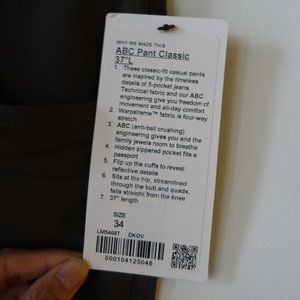 WHY WE MADE THIS
ABC Pant Classic
37"L
1. These classic-fit casual pants
are inspired by the timeless
details of 5-pocket jeans.
Technical fabric and our ABC
engineering give you freedom of
movement and all-day comfort
2. Warpstreme™ fabric is four-way
stretch
3. ABC (anti-ball crushing)
engineering gives you and the
family jewels room to breathe
4. Hidden zippered pocket fits a
passport
5. Flip up the cuffs to reveal
reflective details
6. Sits at the hip, streamlined
through the butt and quads,
falls straight from the knee
7. 37" length
SIZE
34
LM5468T DKOV
000104125048